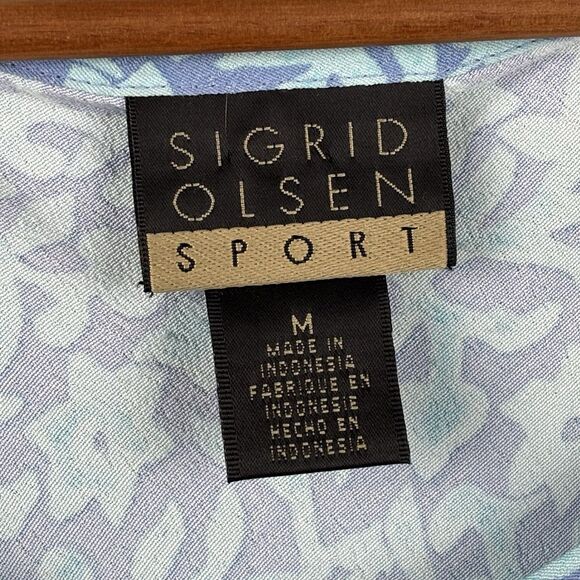 SIGRID
OLSEN
SPORT
M
MADE IN
INDONESIA
FABRIQUE EN
INDONESIE
HECHO EN
INDONESIA